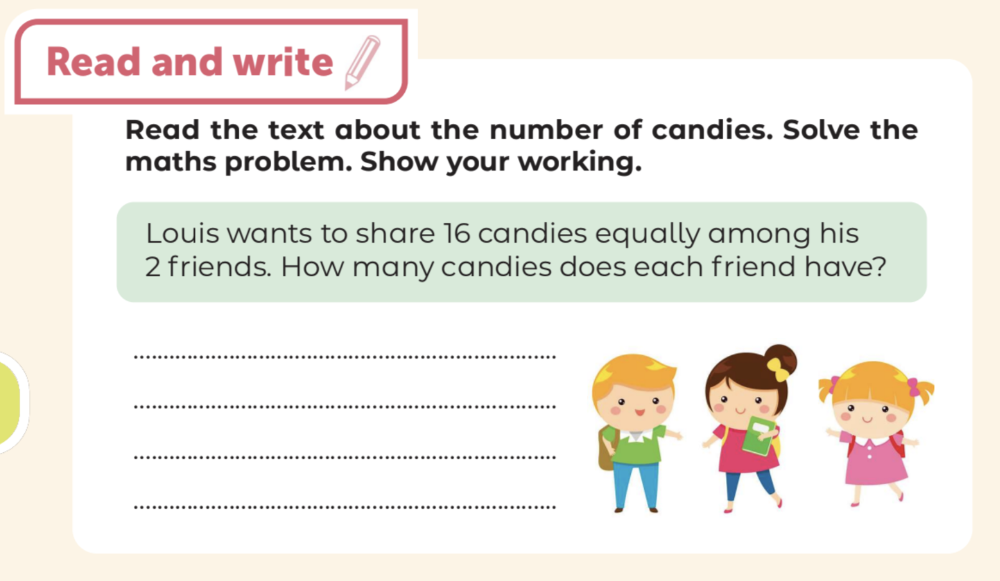 Read and write
Read the text about the number of candies. Solve the
maths problem. Show your working.
Louis wants to share 16 candies equally among his
2 friends. How many candies does each friend have?